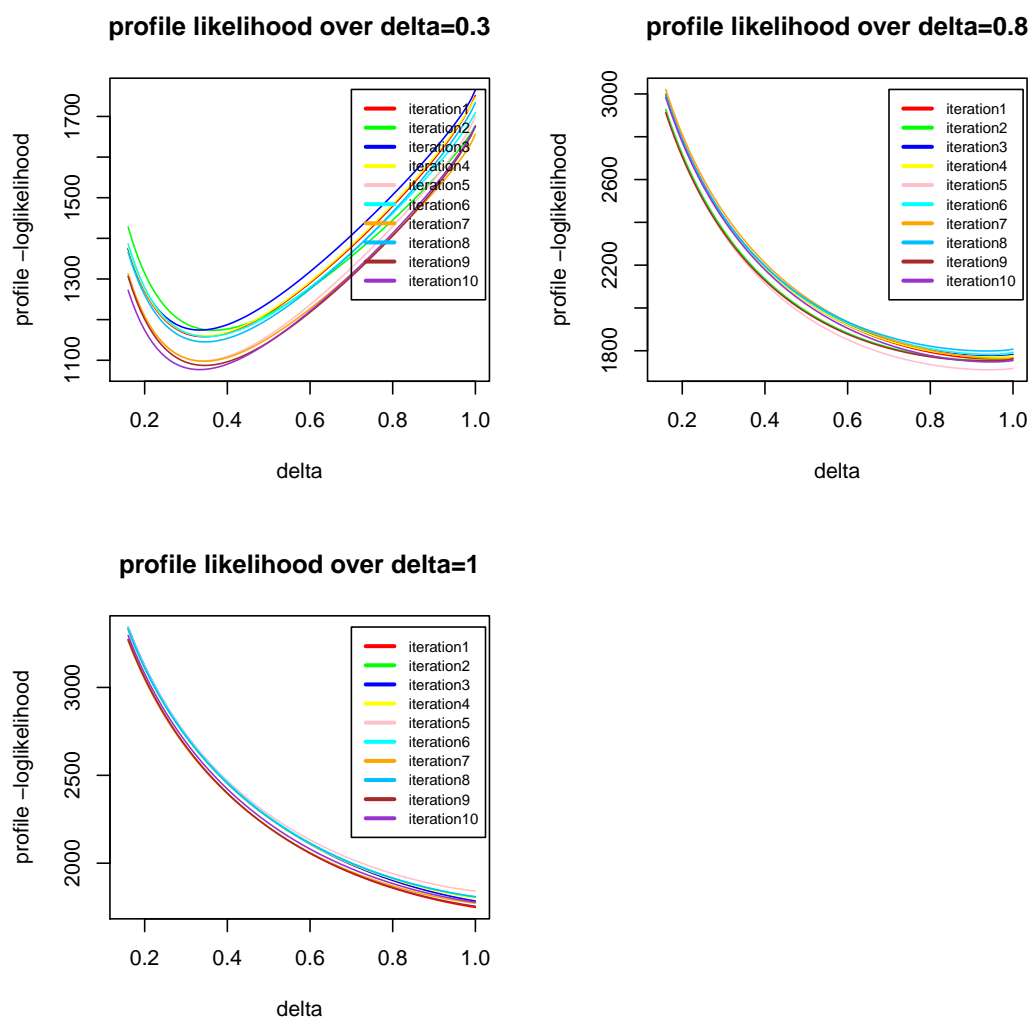 profile likelihood over delta=0.3
profile −loglikelihood
1700
1500
1300
1100
iteration1
iteration2
iteration3
iteration4
iteration5
iteration6
iteration7
iteration8
iteration9
iteration10
0.2 0.4 0.6 0.8 1.0
delta
profile likelihood over delta=0.8
profile −loglikelihood
3000
2600
2200
1800
iteration1
iteration2
iteration3
iteration4
iteration5
iteration6
iteration7
iteration8
iteration9
iteration10
0.2 0.4 0.6 0.8 1.0
delta
profile likelihood over delta=1
profile −loglikelihood
3000
2500
2000
iteration1
iteration2
iteration3
iteration4
iteration5
iteration6
iteration7
iteration8
iteration9
iteration10
0.2 0.4 0.6 0.8 1.0
delta